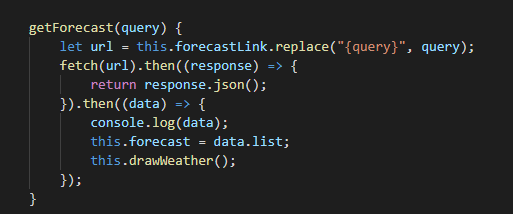 getForecast(query) {
    let url = this.forecastLink.replace("{query}", query);
    fetch(url).then((response) => {
        return response.json();
    }).then((data) => {
        console.log(data);
        this.forecast = data.list;
        this.drawWeather();
    });
}